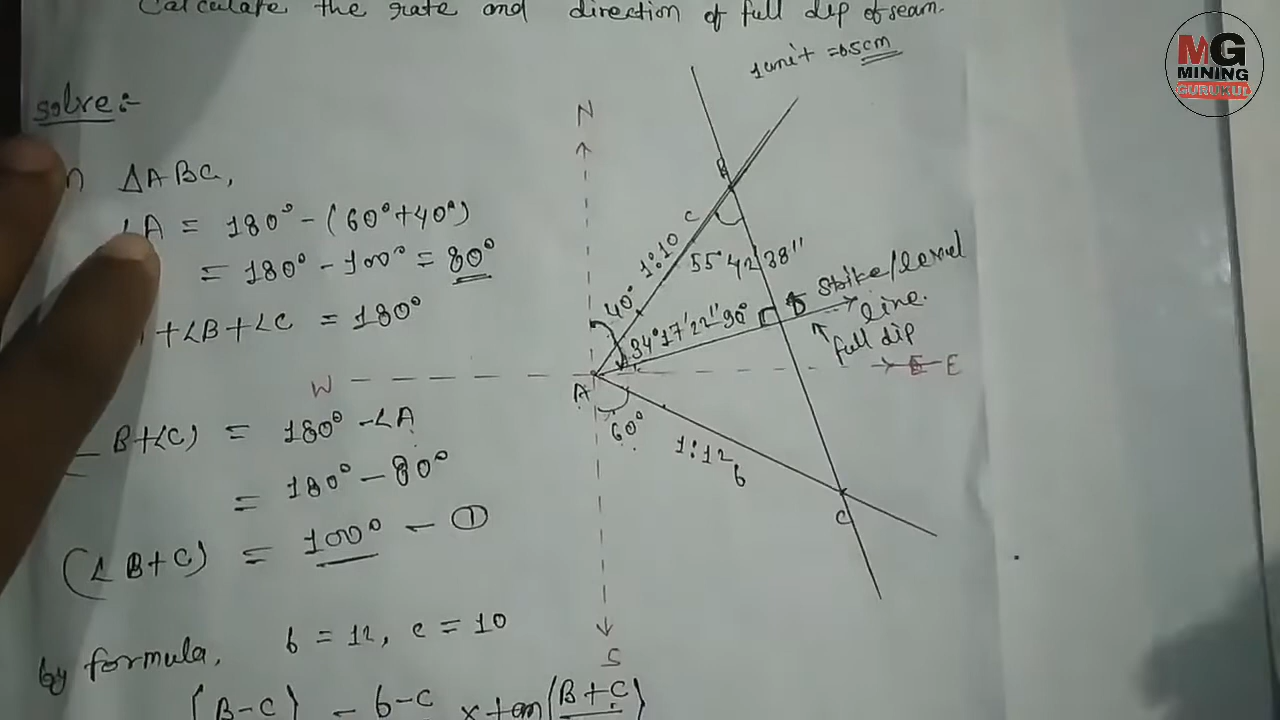 Calculate the rate and direction of full dip of seam.
1 unit = 0.5cm
MG
MINING
GURUKUL
solve:-
ΔABC,
∠A = 180° - (60° + 40°)
= 180° - 100° = 80°
+∠B+∠C = 180°
B+∠C) = 180° - ∠A
= 180° - 80°
(∠B+C) = 100° - ①
by formula, b = 12, c = 10
(B-C) = b-c x tan (B+C)
N
B
C
1:10
55°42'38"
40°
34°17'22"
90°
D
Strike/level
line.
full dip
W
A
E E
60°
1:12
b
C
S